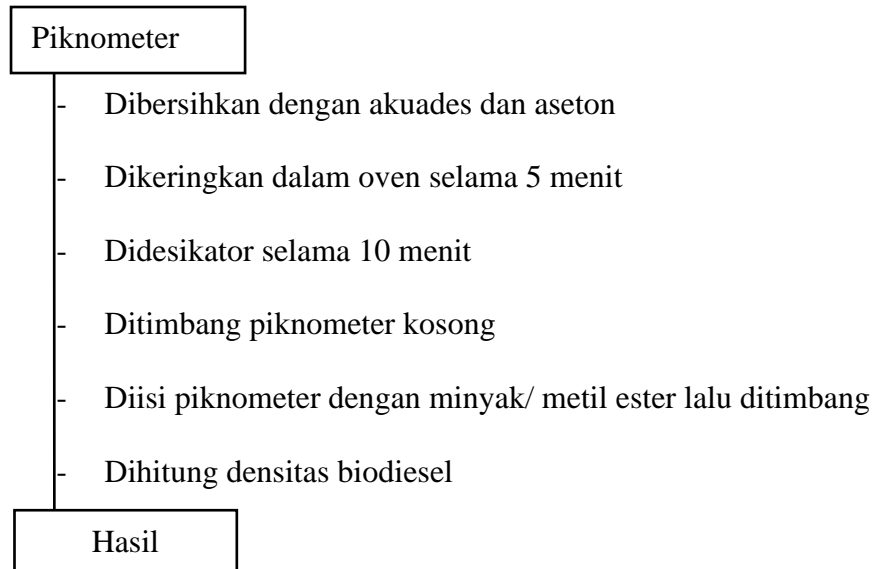 Piknometer
- Dibersihkan dengan akuades dan aseton
- Dikeringkan dalam oven selama 5 menit
- Didesikator selama 10 menit
- Ditimbang piknometer kosong
- Diisi piknometer dengan minyak/ metil ester lalu ditimbang
- Dihitung densitas biodiesel
Hasil